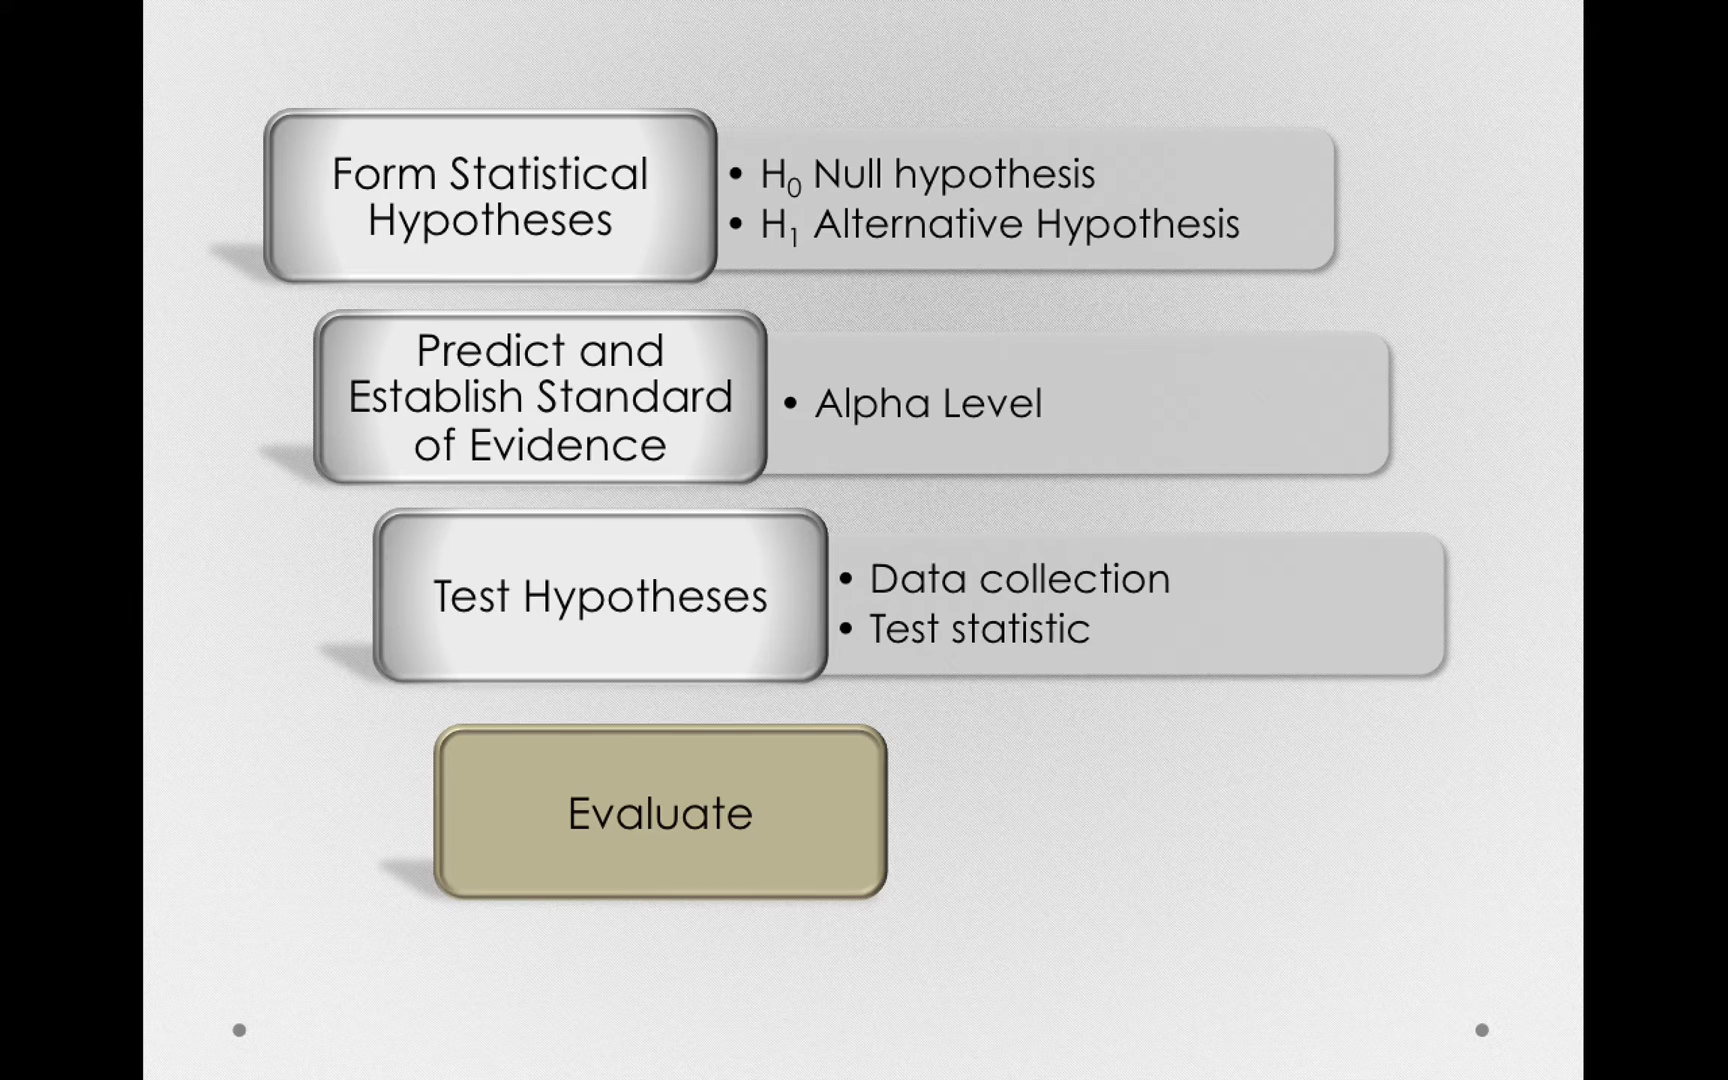 Form Statistical
Hypotheses
• H₀ Null hypothesis
• H₁ Alternative Hypothesis
Predict and
Establish Standard
of Evidence
• Alpha Level
Test Hypotheses
• Data collection
• Test statistic
Evaluate